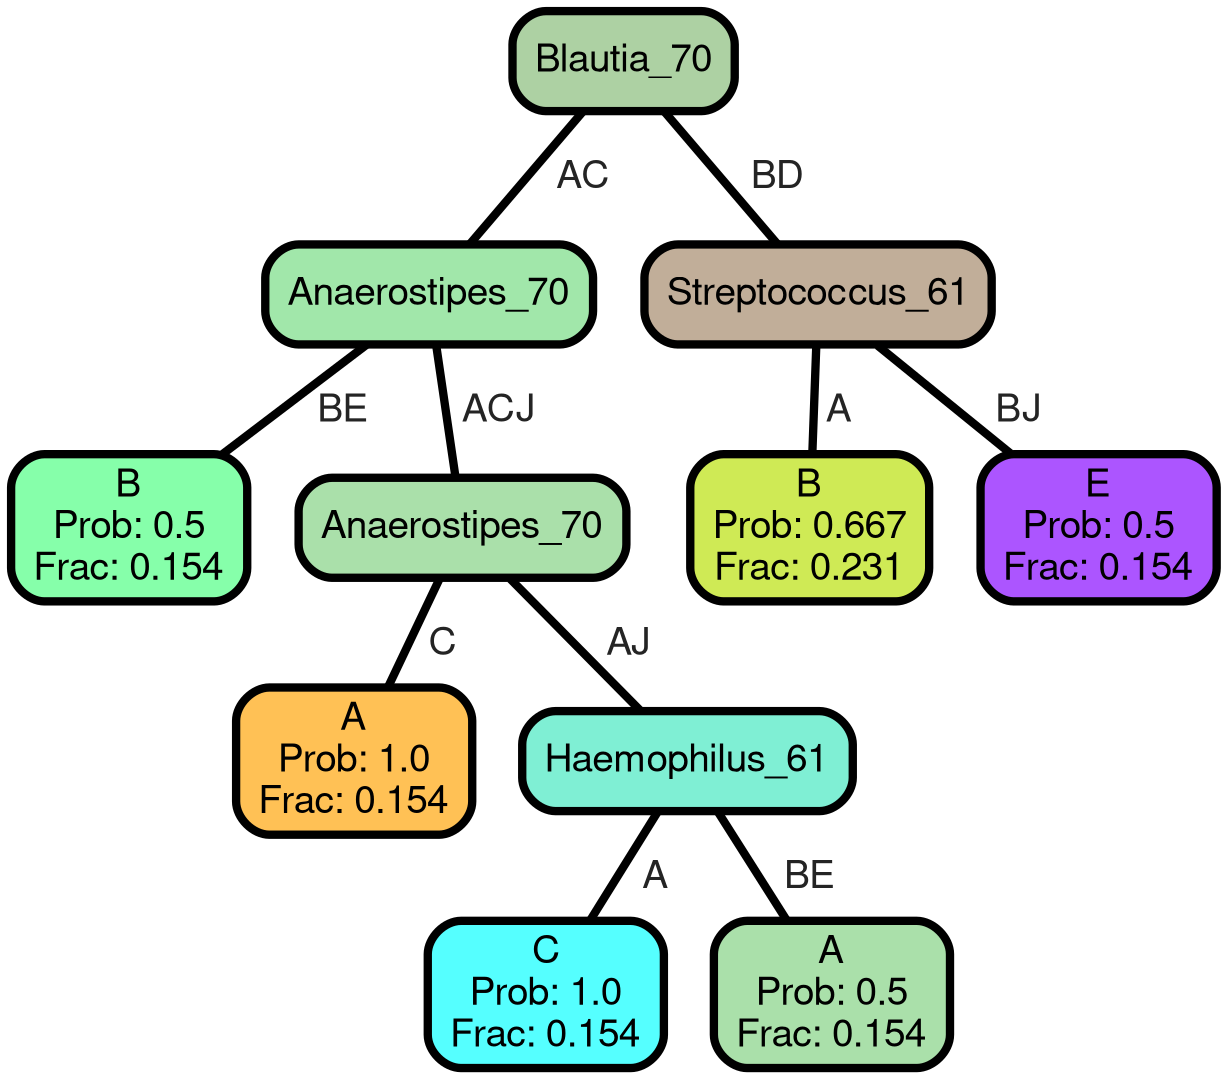 Blautia_70
AC
BD
Anaerostipes_70
Streptococcus_61
BE
ACJ
A
BJ
B
Prob: 0.5
Frac: 0.154
Anaerostipes_70
B
Prob: 0.667
Frac: 0.231
E
Prob: 0.5
Frac: 0.154
C
AJ
A
Prob: 1.0
Frac: 0.154
Haemophilus_61
A
BE
C
Prob: 1.0
Frac: 0.154
A
Prob: 0.5
Frac: 0.154